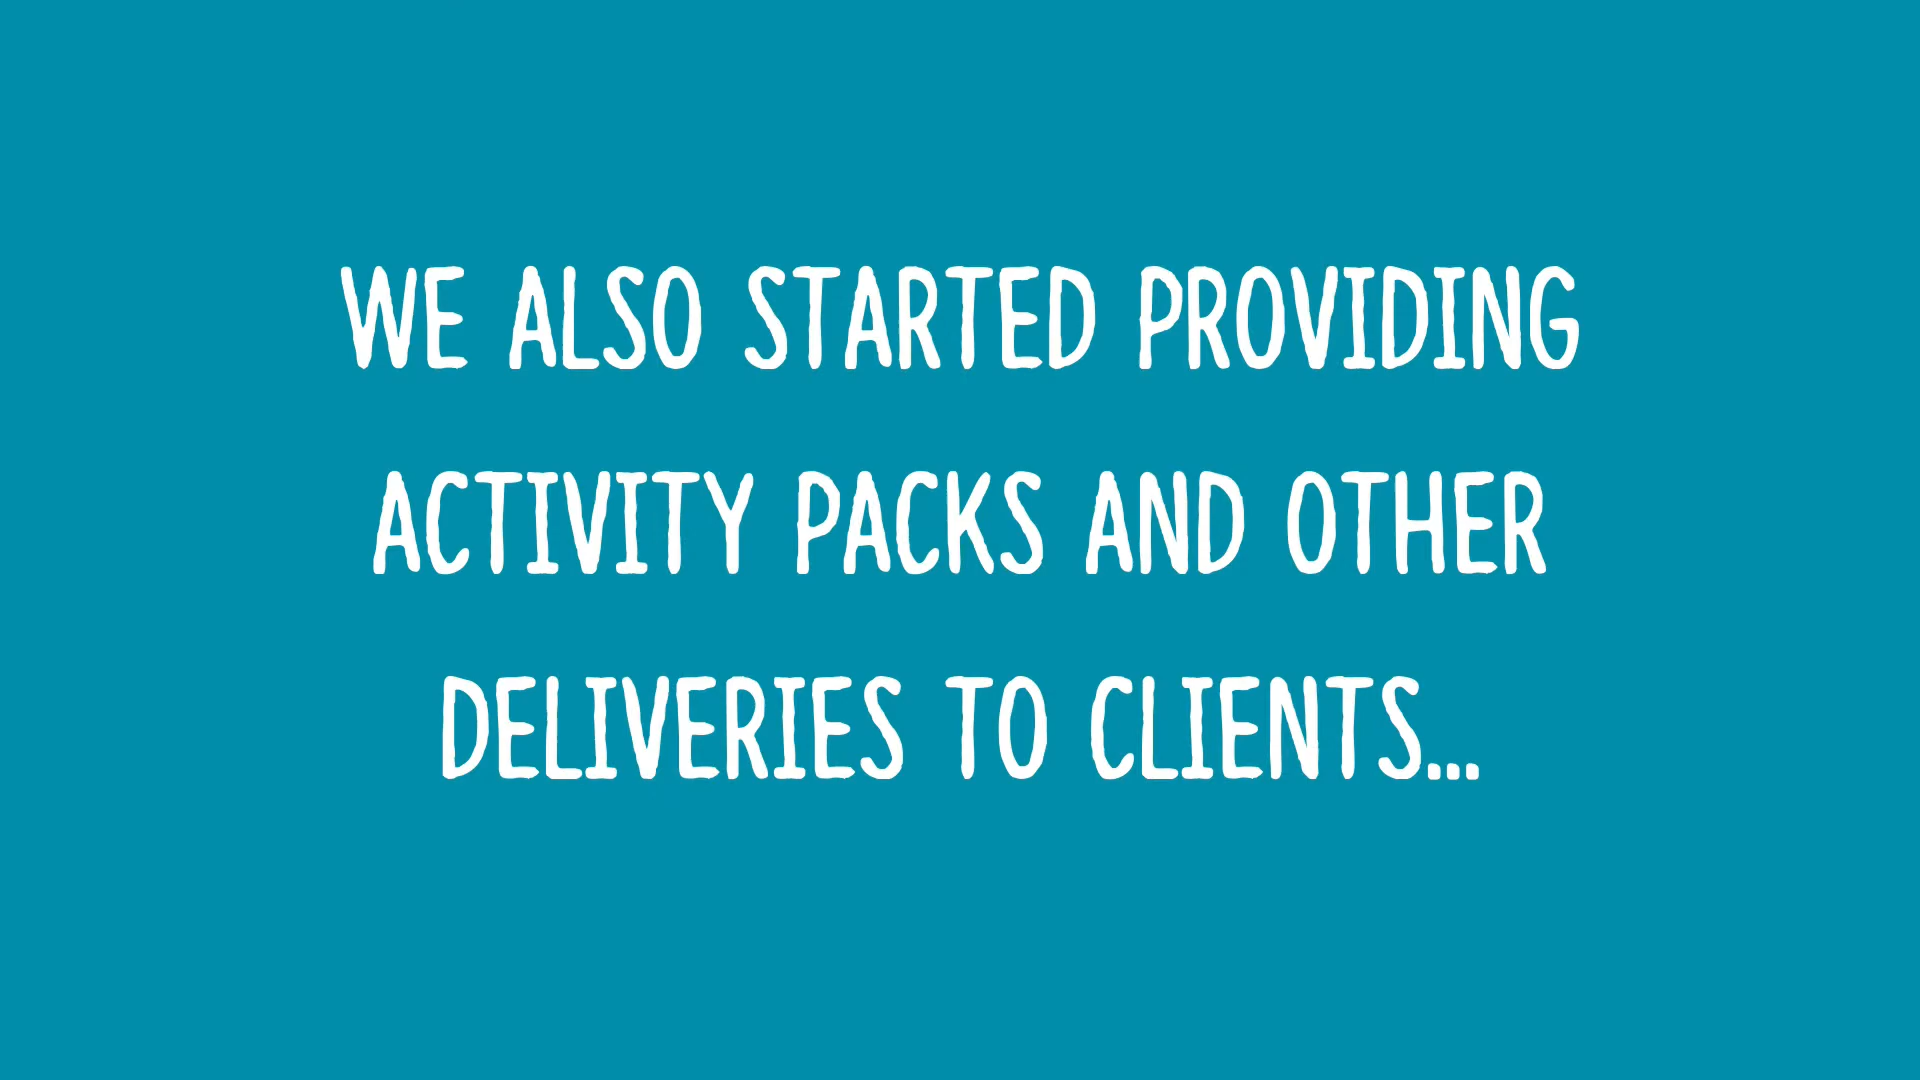 WE ALSO STARTED PROVIDING
ACTIVITY PACKS AND OTHER
DELIVERIES TO CLIENTS...